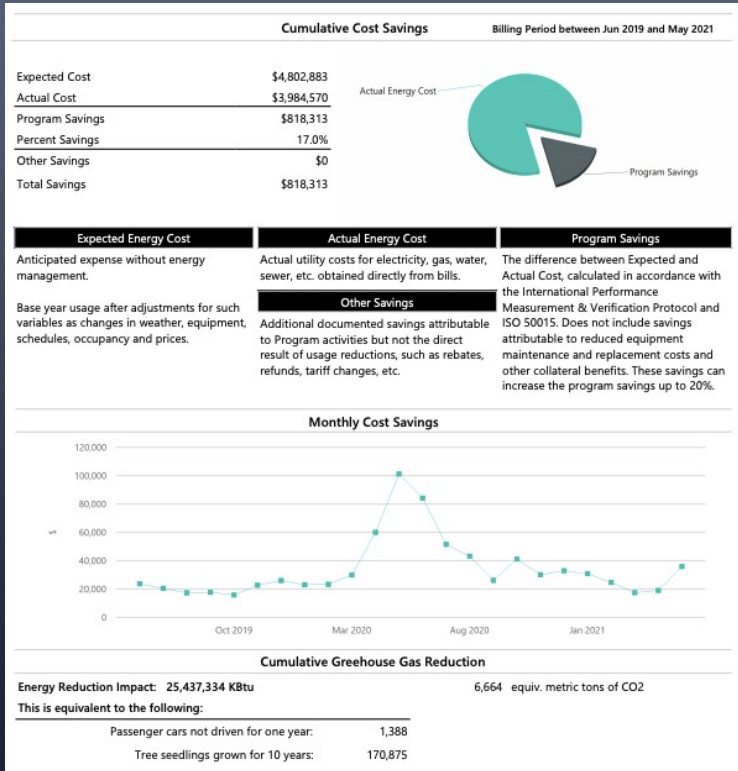 Cumulative Cost Savings
Billing Period between Jun 2019 and May 2021
Expected Cost $4,802,883
Actual Cost $3,984,570
Program Savings $818,313
Percent Savings 17.0%
Other Savings $0
Total Savings $818,313
Actual Energy Cost
Program Savings
Expected Energy Cost
Anticipated expense without energy
management.
Base year usage after adjustments for such
variables as changes in weather, equipment,
schedules, occupancy and prices.
Actual Energy Cost
Actual utility costs for electricity, gas, water,
sewer, etc. obtained directly from bills.
Other Savings
Additional documented savings attributable
to Program activities but not the direct
result of usage reductions, such as rebates,
refunds, tariff changes, etc.
Program Savings
The difference between Expected and
Actual Cost, calculated in accordance with
the International Performance
Measurement & Verification Protocol and
ISO 50015. Does not include savings
attributable to reduced equipment
maintenance and replacement costs and
other collateral benefits. These savings can
increase the program savings up to 20%.
Monthly Cost Savings
120,000
100,000
80,000
60,000
40,000
20,000
0
$
Oct 2019 Mar 2020 Aug 2020 Jan 2021
Cumulative Greehouse Gas Reduction
Energy Reduction Impact: 25,437,334 KBtu 6,664 equiv. metric tons of CO2
This is equivalent to the following:
Passenger cars not driven for one year: 1,388
Tree seedlings grown for 10 years: 170,875